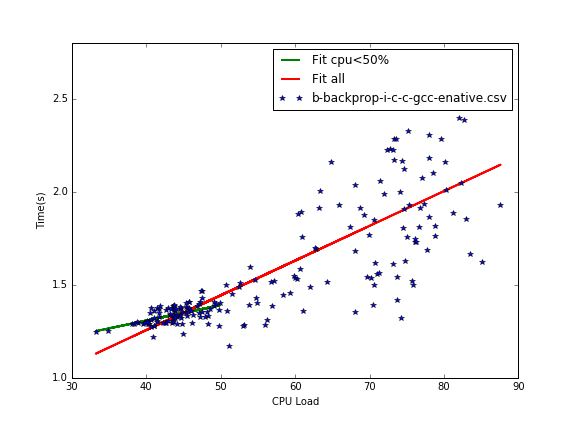 Fit cpu<50%
Fit all
b-backprop-i-c-c-gcc-enative.csv
2.5
2.0
1.5
1.0
Time(s)
30 40 50 60 70 80 90
CPU Load